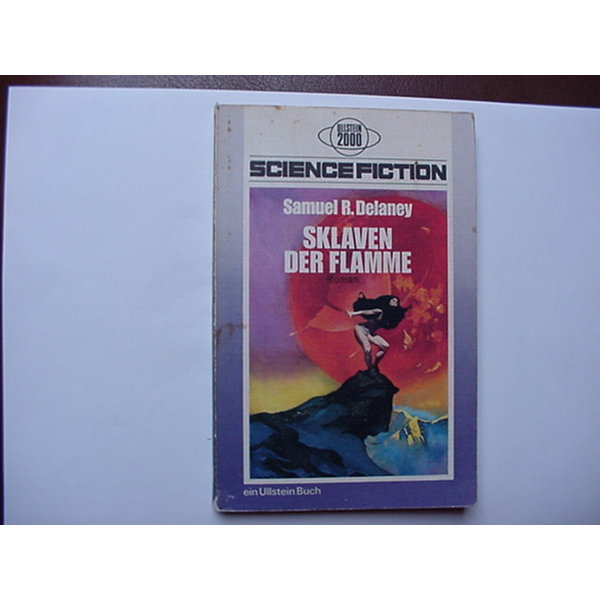 ULLSTEIN
2000
SCIENCE FICTION
Samuel R. Delaney
SKLAVEN
DER FLAMME
Roman
ein Ullstein Buch